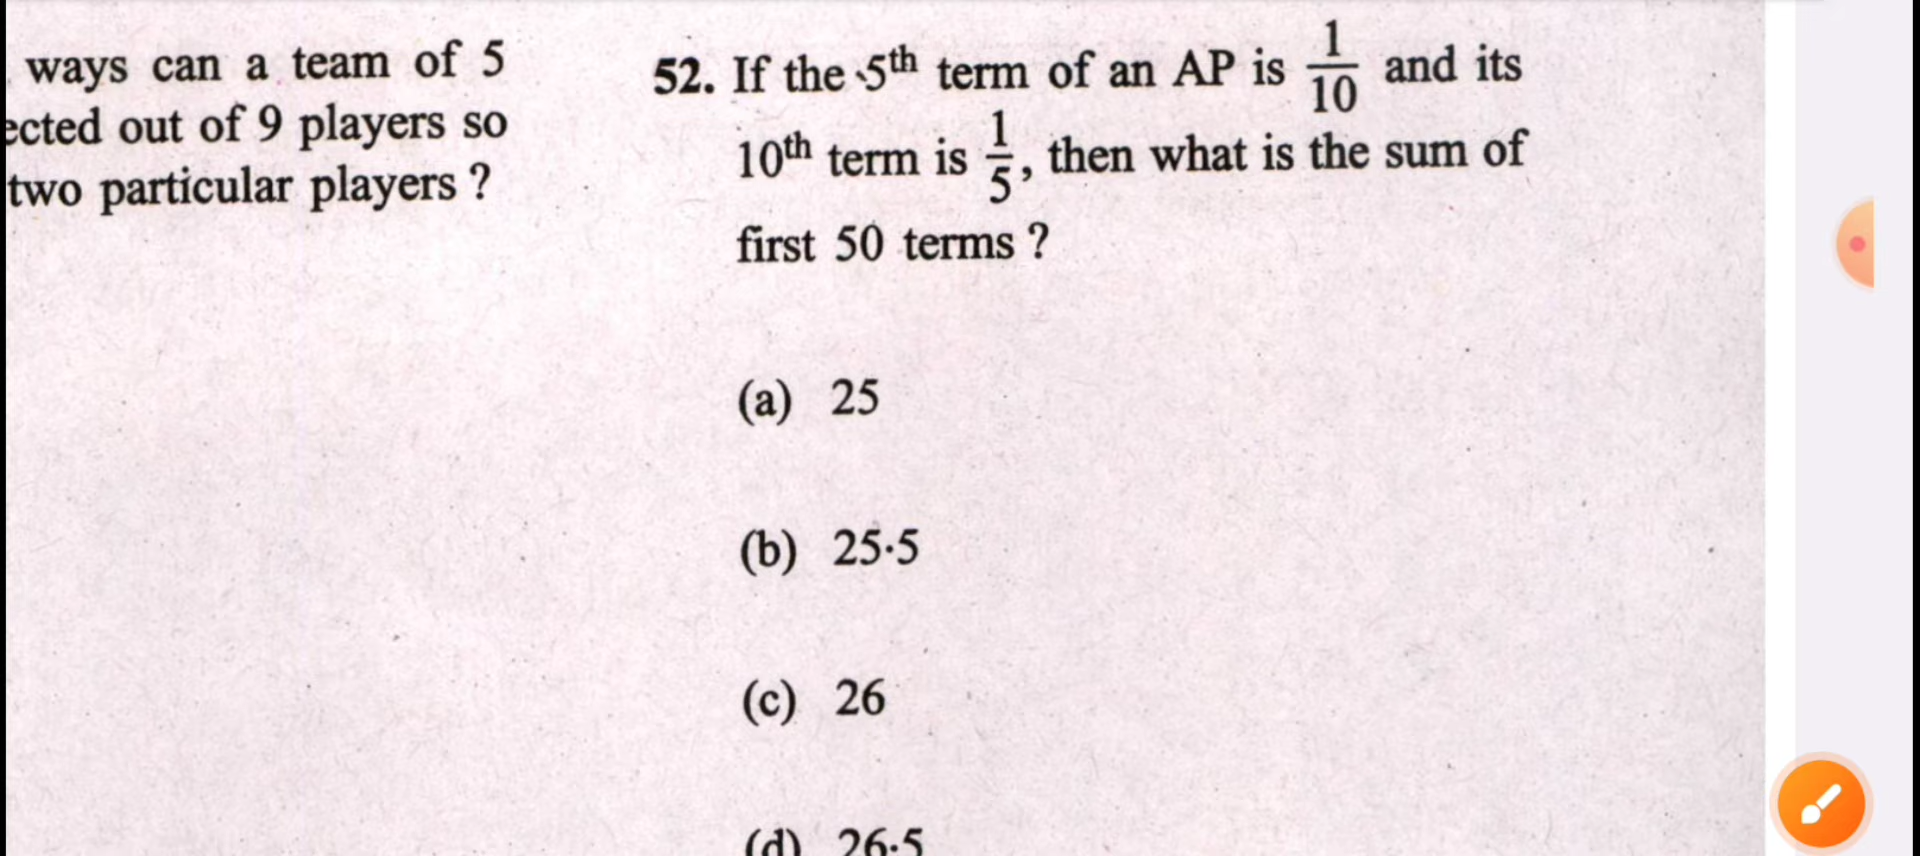 ways can a team of 5
ected out of 9 players so
two particular players ?
52. If the 5th term of an AP is 1/10 and its
10th term is 1/5, then what is the sum of
first 50 terms ?
(a) 25
(b) 25·5
(c) 26
(d) 26·5